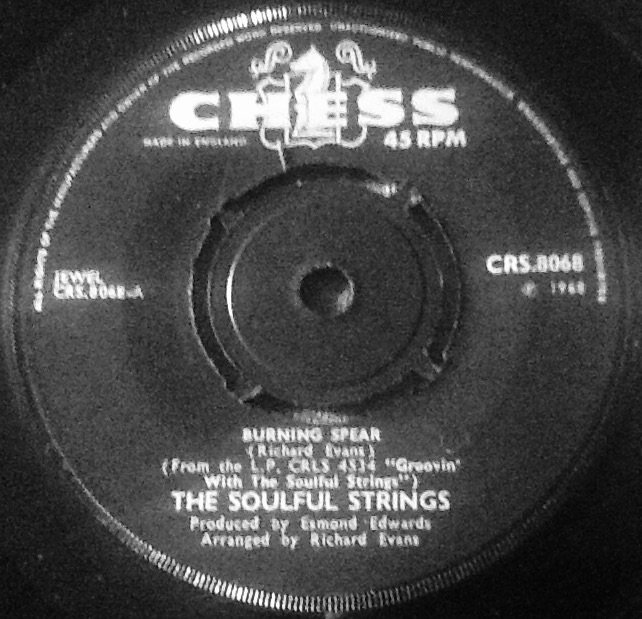 CHESS
MADE IN ENGLAND
45 RPM
JEWEL
CRS.8068-A
CRS.8068
℗ 1968
BURNING SPEAR
(Richard Evans)
(From the L.P. CRLS 4534 "Groovin'
With The Soulful Strings")
THE SOULFUL STRINGS
Produced by Esmond Edwards
Arranged by Richard Evans